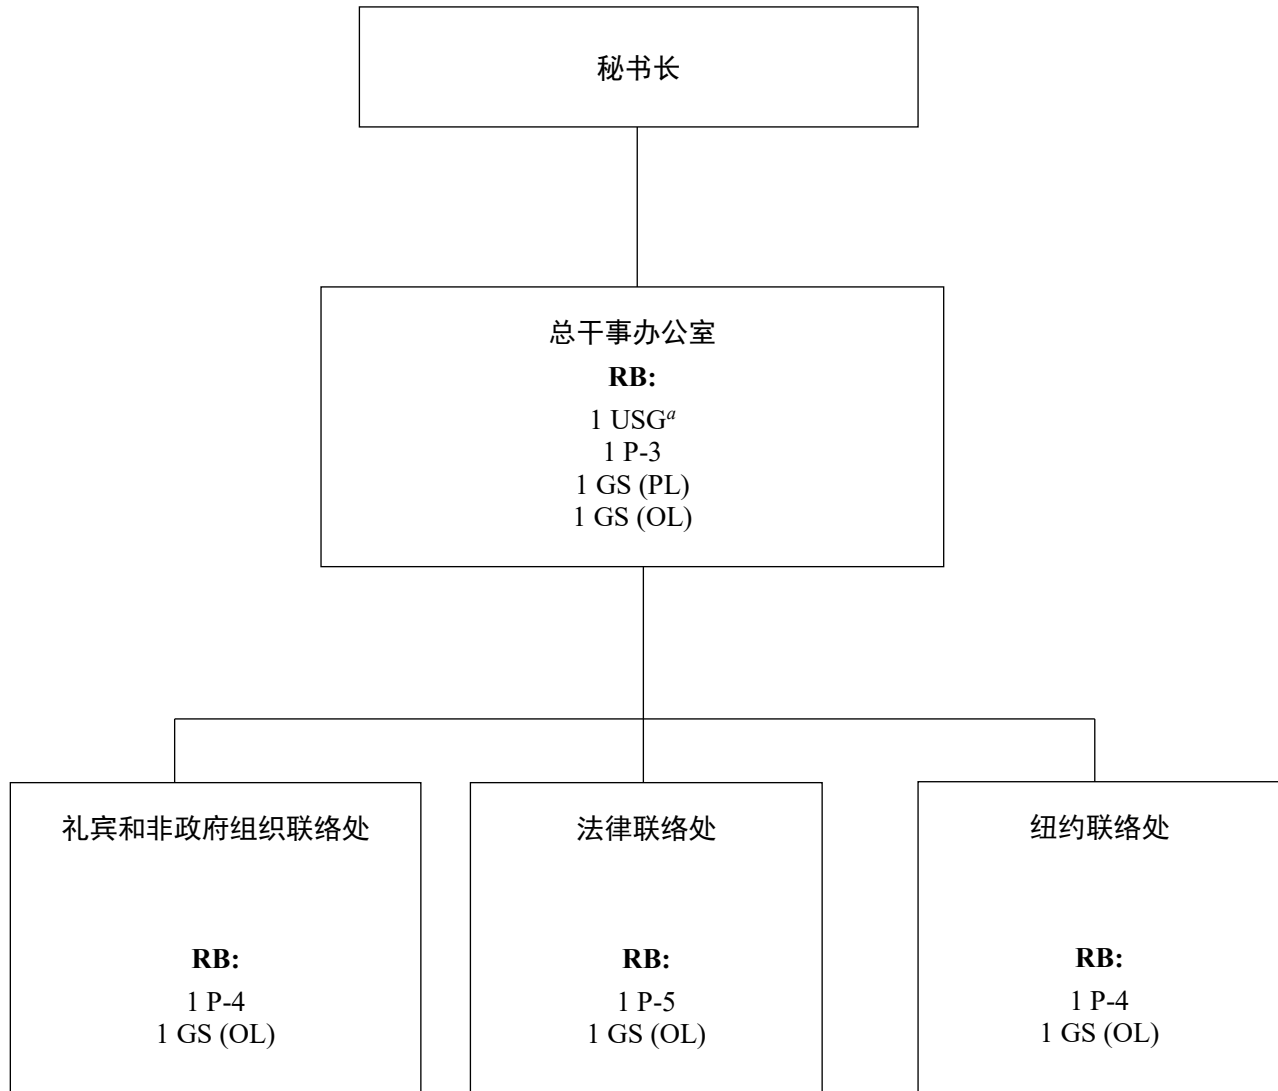 秘书长
总干事办公室
RB:
1 USGᵃ
1 P-3
1 GS (PL)
1 GS (OL)
礼宾和非政府组织联络处
RB:
1 P-4
1 GS (OL)
法律联络处
RB:
1 P-5
1 GS (OL)
纽约联络处
RB:
1 P-4
1 GS (OL)